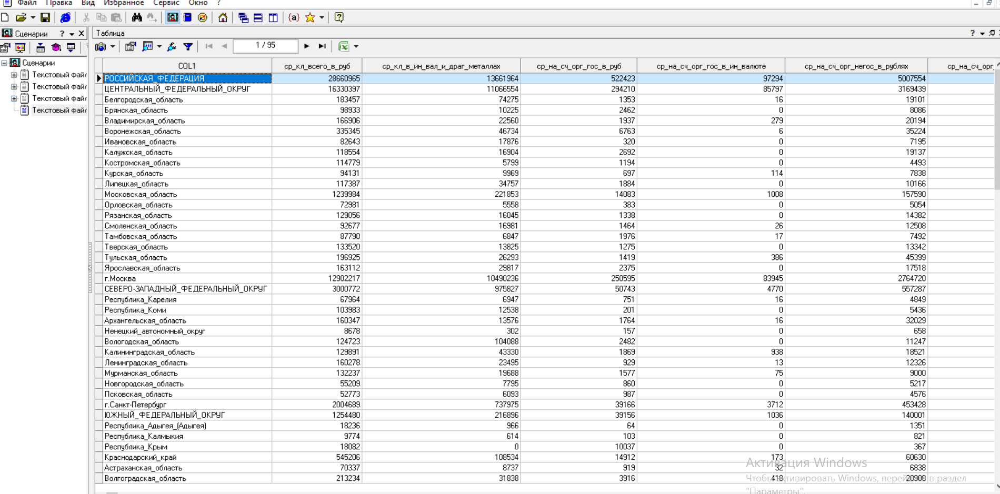 Файл Правка Вид Избранное Сервис Окно ?
{a}
Сценарии ?
Таблица ?
1 / 95
Сценарии
Текстовый файл
Текстовый файл
Текстовый файл
Текстовый файл
COL1 ср_кл_всего_в_руб ср_кл_в_ин_вал_и_драг_металлах ср_на_сч_орг_гос_в_руб ср_на_сч_орг_гос_в_ин_валюте ср_на_сч_орг_негос_в_рублях ср_на_сч_орг_
РОССИЙСКАЯ_ФЕДЕРАЦИЯ 28660965 13661964 522423 97294 5007554
ЦЕНТРАЛЬНЫЙ_ФЕДЕРАЛЬНЫЙ_ОКРУГ 16330397 11066554 294210 85797 3169439
Белгородская_область 183457 74275 1353 16 19101
Брянская_область 98933 10225 2462 0 8086
Владимирская_область 166906 22560 1937 279 20194
Воронежская_область 335345 46734 6763 6 35224
Ивановская_область 82643 17876 320 0 7195
Калужская_область 118554 16904 2692 0 19137
Костромская_область 114779 5799 1194 0 4493
Курская_область 94131 9969 697 114 7838
Липецкая_область 117387 34757 1884 0 10166
Московская_область 1239984 221853 14083 1008 157590
Орловская_область 72981 5558 383 0 5054
Рязанская_область 129056 16045 1338 0 14382
Смоленская_область 92677 16981 1464 26 12508
Тамбовская_область 87790 6847 1976 17 7492
Тверская_область 133520 13825 1275 0 13342
Тульская_область 196925 26293 1419 386 45399
Ярославская_область 163112 29817 2375 0 17518
г.Москва 12902217 10490236 250595 83945 2764720
СЕВЕРО-ЗАПАДНЫЙ_ФЕДЕРАЛЬНЫЙ_ОКРУГ 3000772 975827 50743 4770 557287
Республика_Карелия 67964 6947 751 16 4849
Республика_Коми 103983 12538 201 0 5436
Архангельская_область 160347 13576 1764 16 32029
Ненецкий_автономный_округ 8678 302 157 0 658
Вологодская_область 124723 104088 2482 0 11247
Калининградская_область 129891 43330 1869 938 18521
Ленинградская_область 160278 23495 929 13 12326
Мурманская_область 132237 19688 1577 75 9000
Новгородская_область 55209 7795 860 0 5217
Псковская_область 52773 6093 987 0 4576
г.Санкт-Петербург 2004689 737975 39166 3712 453428
ЮЖНЫЙ_ФЕДЕРАЛЬНЫЙ_ОКРУГ 1254480 216896 39156 1036 140001
Республика_Адыгея_(Адыгея) 18236 966 64 0 1351
Республика_Калмыкия 9774 614 103 0 821
Республика_Крым 18082 0 10037 0 367
Краснодарский_край 545206 108534 14912 173 60630
Астраханская_область 70337 8737 919 32 6838
Волгоградская_область 213234 31838 3916 418 20908
Активация Windows
Чтобы активировать Windows, перейдите в раздел
"Параметры".